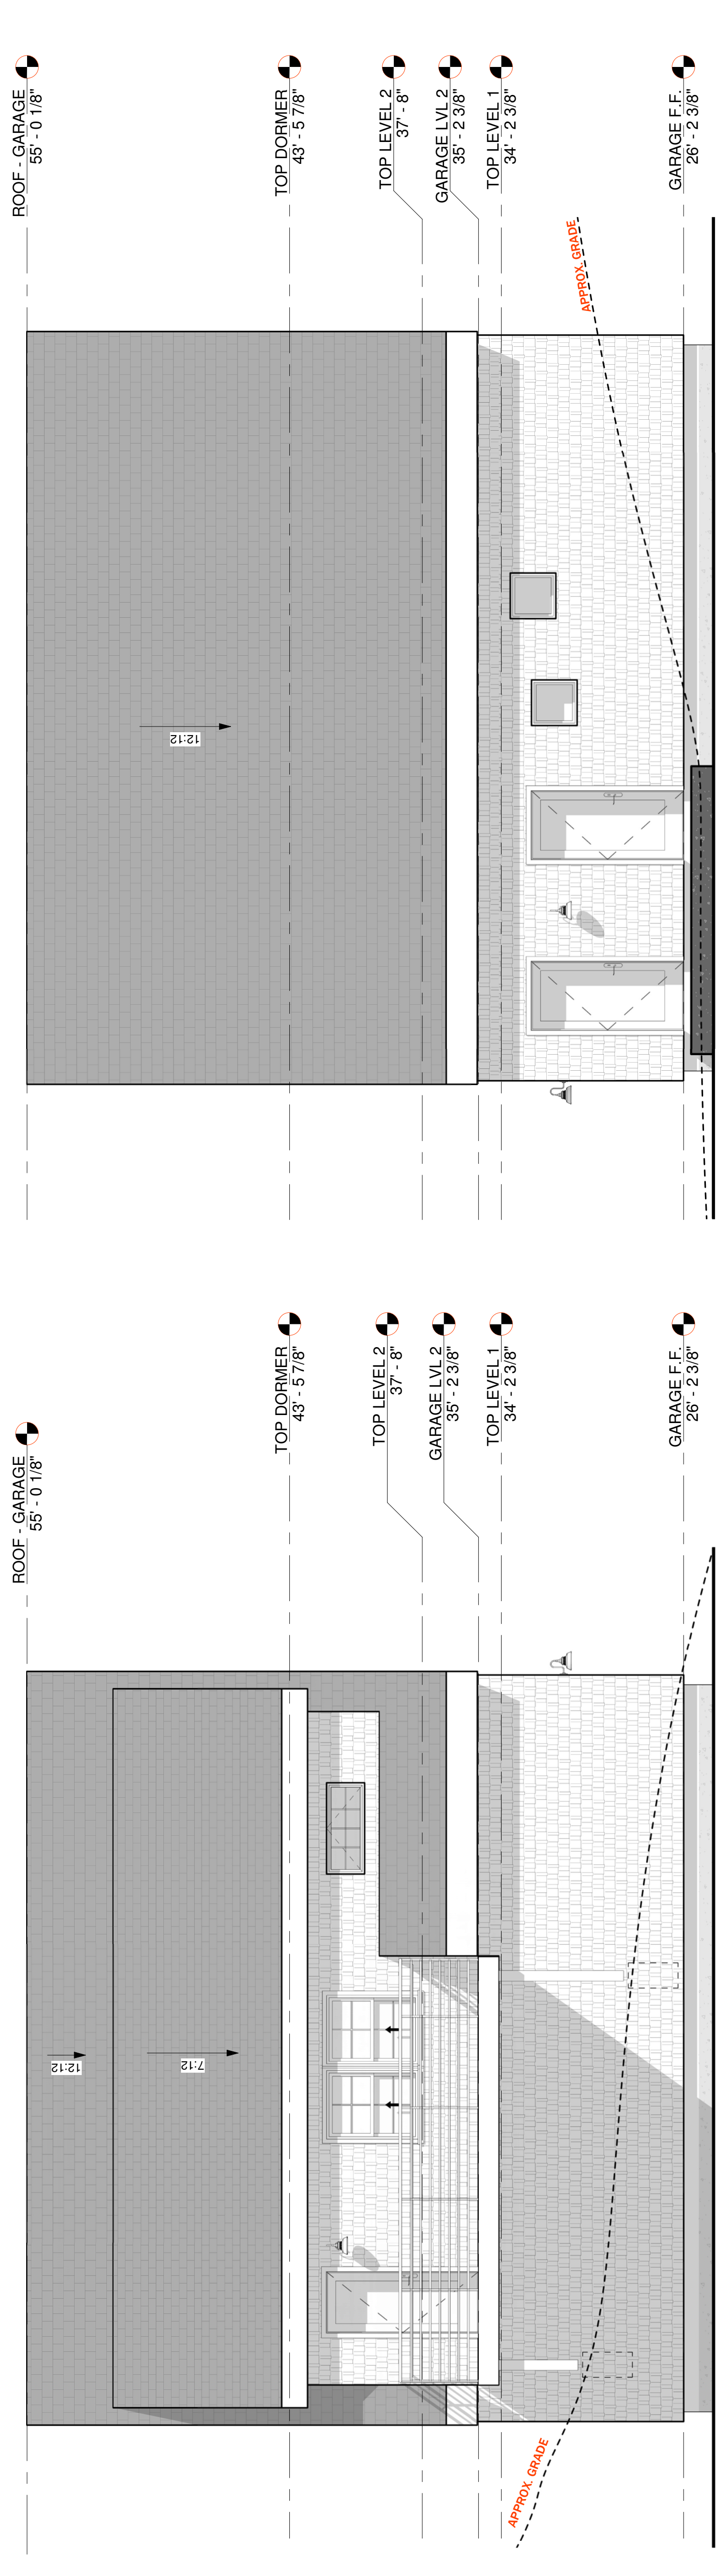 ROOF - GARAGE
55' - 0 1/8"
TOP DORMER
43' - 5 7/8"
TOP LEVEL 2
37' - 8"
GARAGE LVL 2
35' - 2 3/8"
TOP LEVEL 1
34' - 2 3/8"
GARAGE F.F.
26' - 2 3/8"
APPROX. GRADE
12:12
ROOF - GARAGE
55' - 0 1/8"
TOP DORMER
43' - 5 7/8"
TOP LEVEL 2
37' - 8"
GARAGE LVL 2
35' - 2 3/8"
TOP LEVEL 1
34' - 2 3/8"
GARAGE F.F.
26' - 2 3/8"
12:12
7:12
APPROX. GRADE